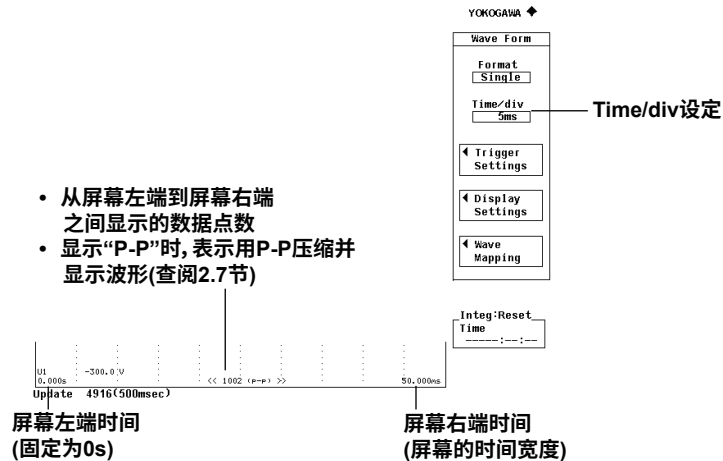 YOKOGAWA ◆
Wave Form
Format
Single
Time/div
5ms
Time/div设定
Trigger
Settings
Display
Settings
Wave
Mapping
• 从屏幕左端到屏幕右端
之间显示的数据点数
• 显示“P-P”时, 表示用P-P压缩并
显示波形(查阅2.7节)
Integ:Reset
Time
-----:--:--
U1 -300.0 V
0.000s << 1002 (P-P) >> 50.000ms
Update 4916(500msec)
屏幕左端时间
(固定为0s)
屏幕右端时间
(屏幕的时间宽度)